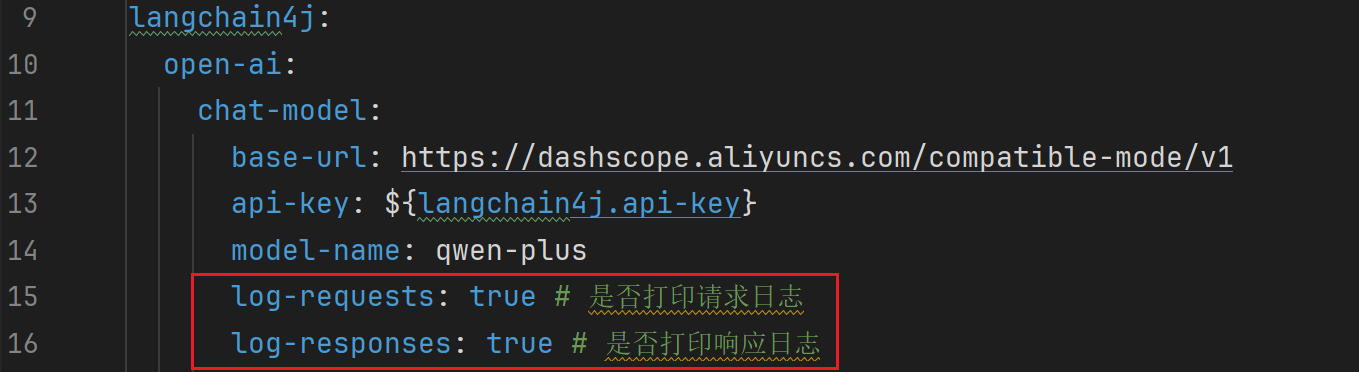 9 langchain4j:
10 open-ai:
11 chat-model:
12 base-url: https://dashscope.aliyuncs.com/compatible-mode/v1
13 api-key: ${langchain4j.api-key}
14 model-name: qwen-plus
15 log-requests: true # 是否打印请求日志
16 log-responses: true # 是否打印响应日志